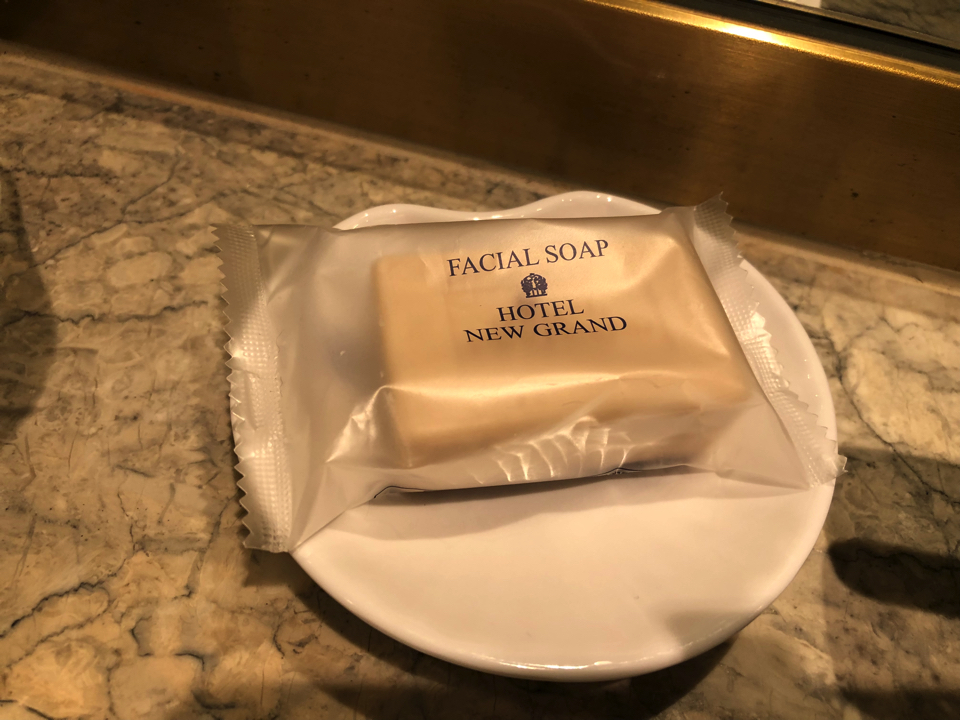 FACIAL SOAP
HOTEL
NEW GRAND